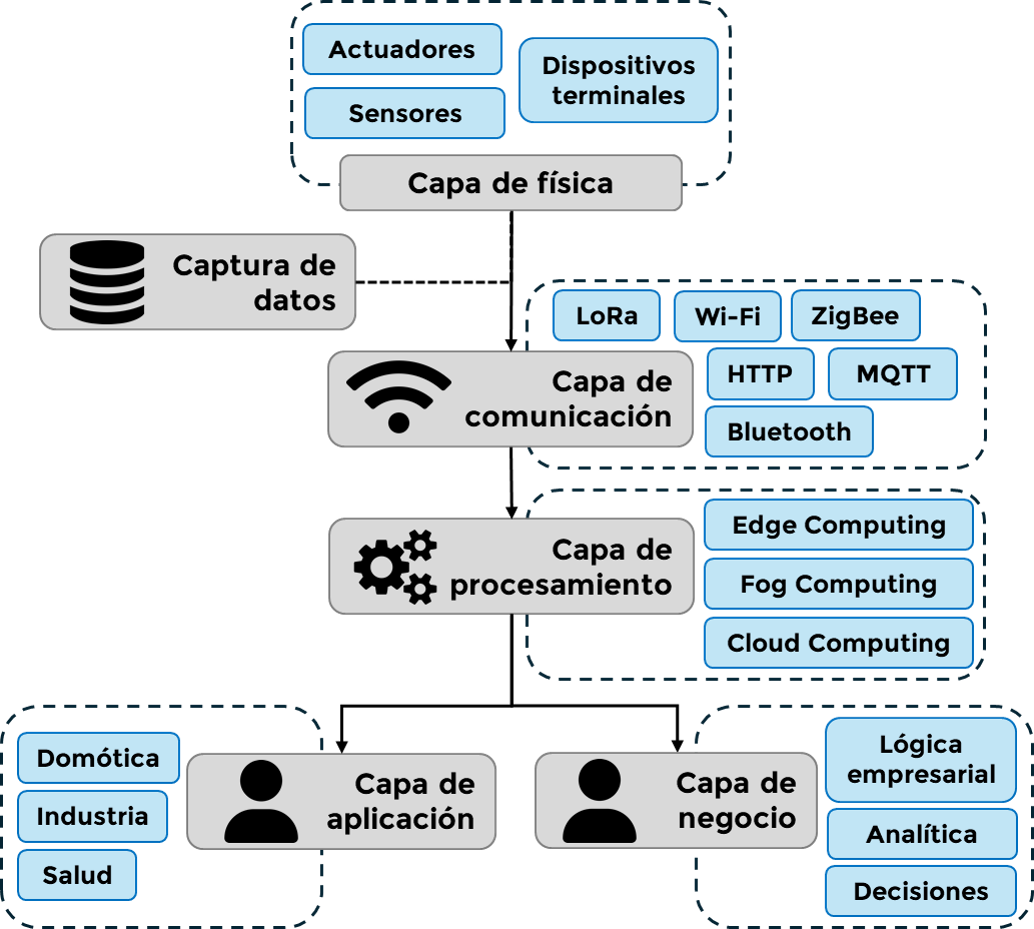 Actuadores
Dispositivos
terminales
Sensores
Capa de física
Captura de
datos
LoRa
Wi-Fi
ZigBee
HTTP
MQTT
Bluetooth
Capa de
comunicación
Edge Computing
Fog Computing
Cloud Computing
Capa de
procesamiento
Domótica
Industria
Salud
Capa de
aplicación
Capa de
negocio
Lógica
empresarial
Analítica
Decisiones